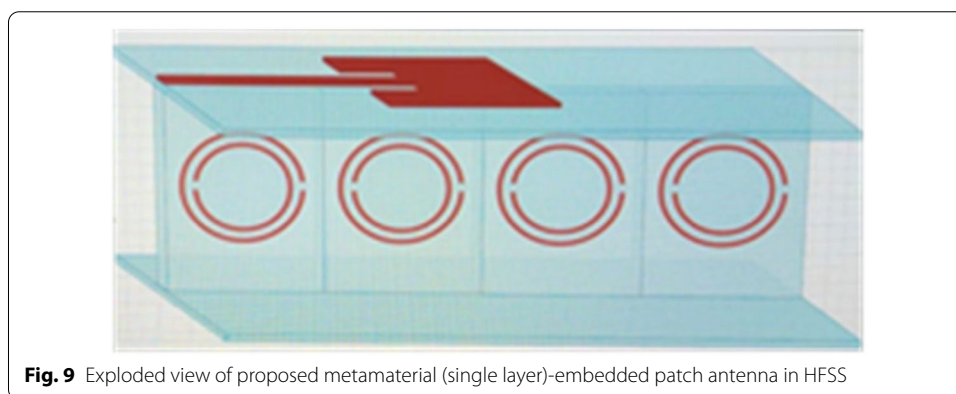 Fig. 9 Exploded view of proposed metamaterial (single layer)-embedded patch antenna in HFSS